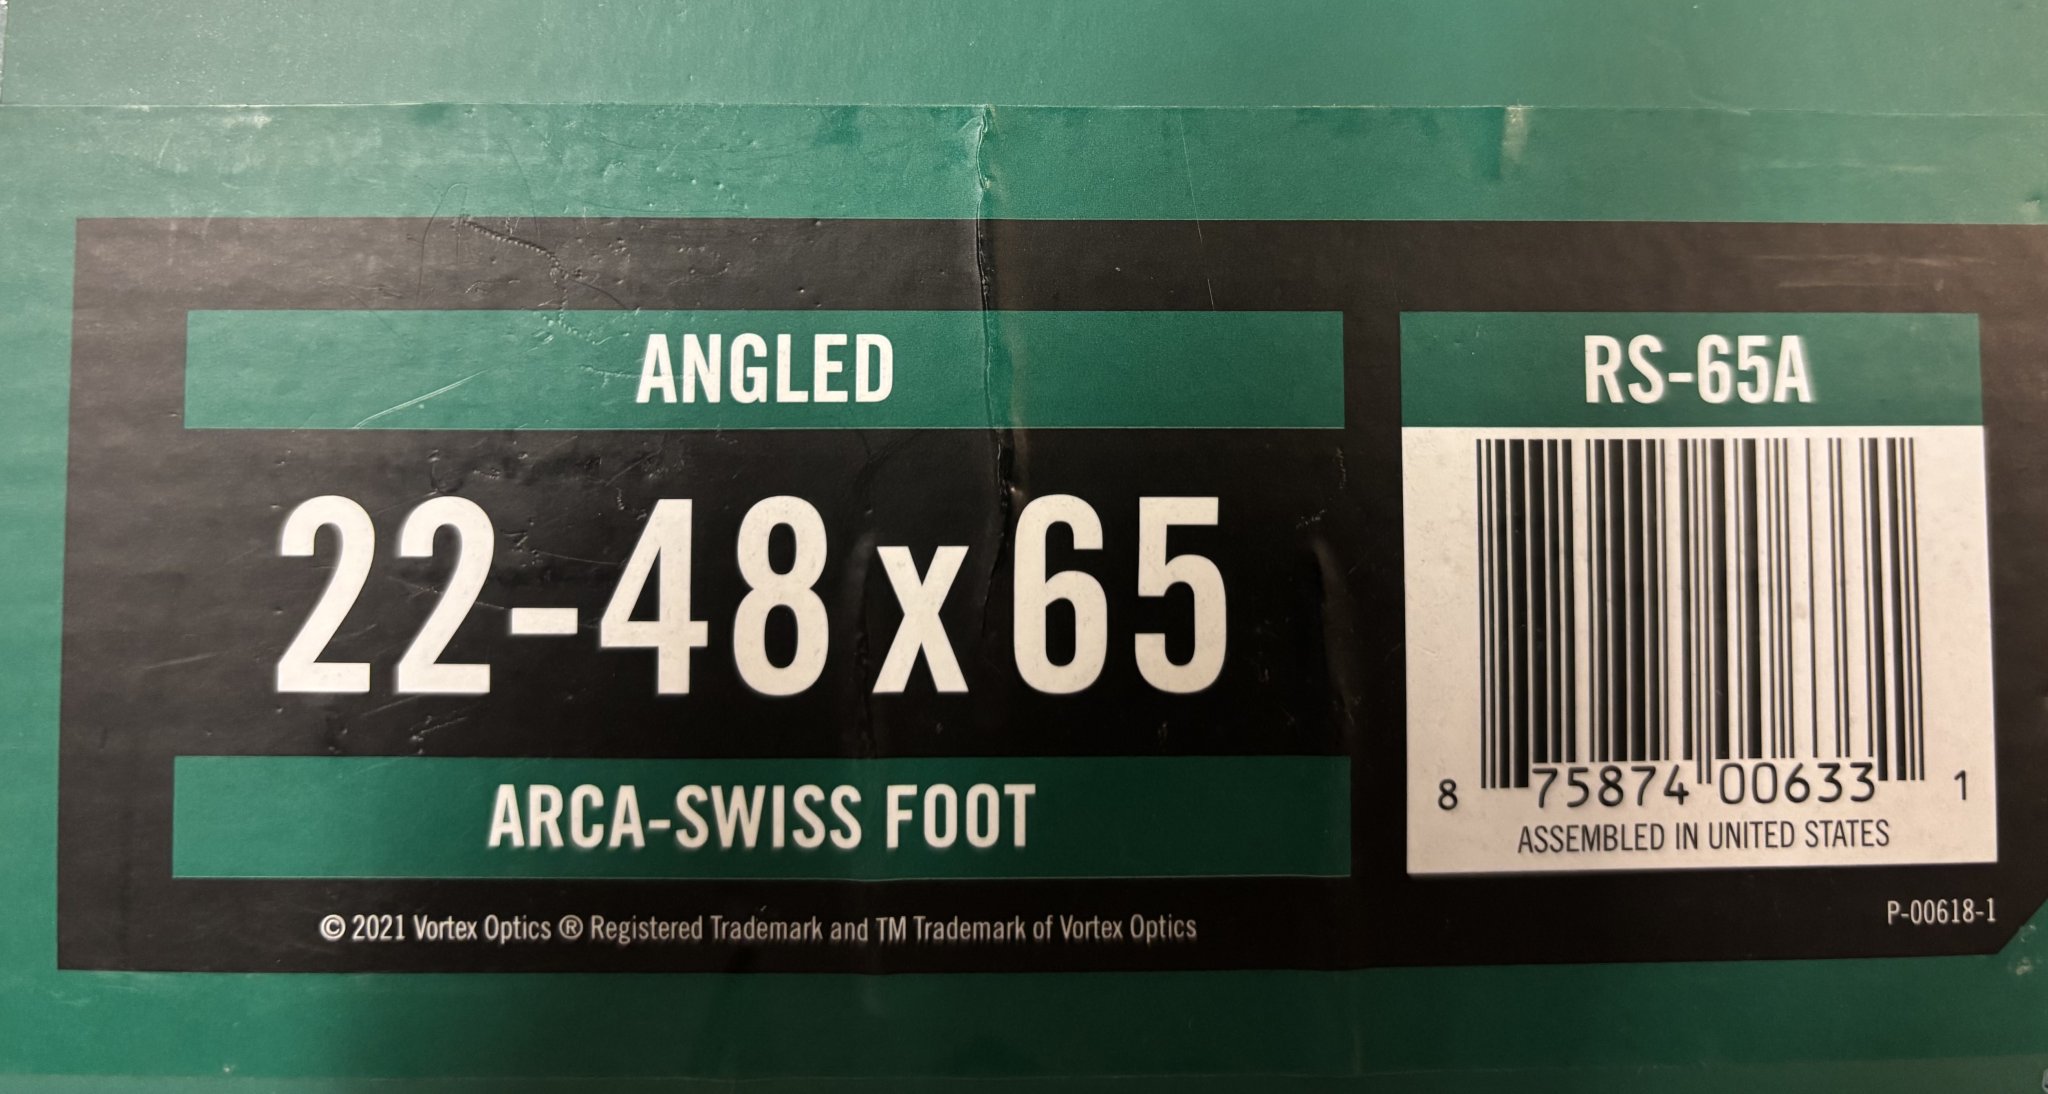 ANGLED
22-48x65
ARCA-SWISS FOOT
© 2021 Vortex Optics ® Registered Trademark and TM Trademark of Vortex Optics
RS-65A
8 75874 00633 1
ASSEMBLED IN UNITED STATES
P-00618-1